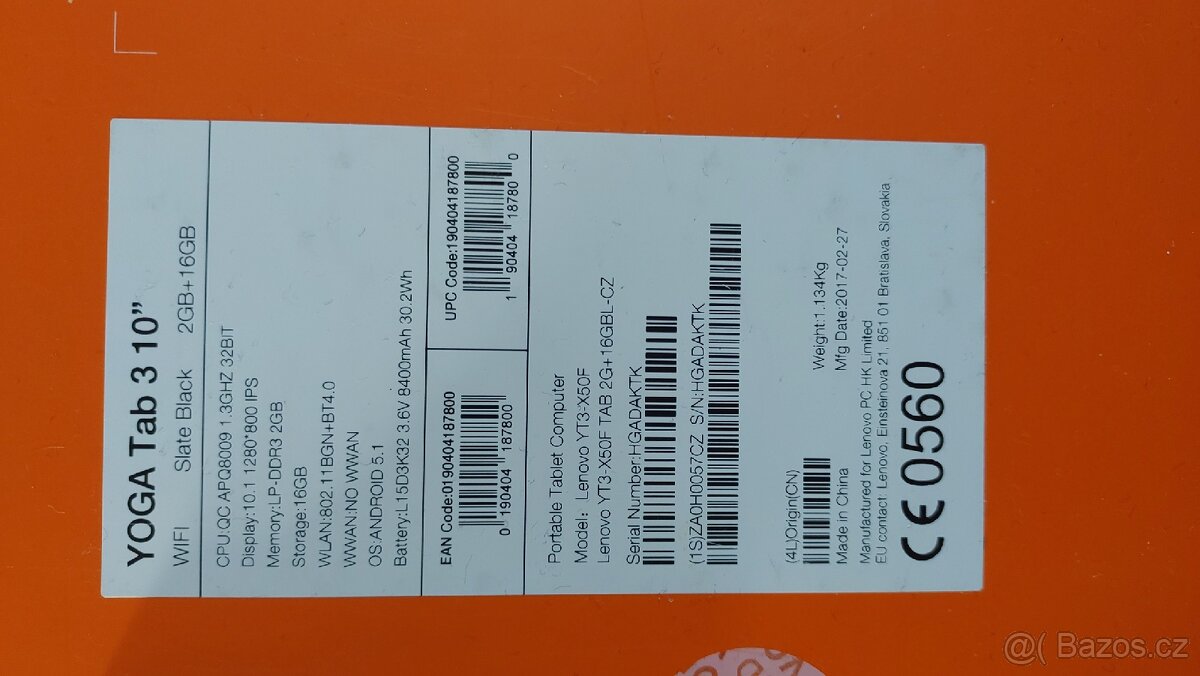 YOGA Tab 3 10”
WIFI Slate Black 2GB+16GB
CPU:QC APQ8009 1.3GHZ 32BIT
Display:10.1 1280*800 IPS
Memory:LP-DDR3 2GB
Storage:16GB
WLAN:802.11BGN+BT4.0
WWAN:NO WWAN
OS:ANDROID 5.1
Battery:L15D3K32 3.6V 8400mAh 30.2Wh
EAN Code:0190404187800
0 190404 187800
UPC Code:190404187800
1 90404 18780 0
Portable Tablet Computer
Model: Lenovo YT3-X50F
Lenovo YT3-X50F TAB 2G+16GBL-CZ
Serial Number:HGADAKTK
(1S)ZA0H0057CZ S/N:HGADAKTK
Weight:1.134Kg
(4L)Origin(CN) Mfg Date:2017-02-27
Made in China
Manufactured for Lenovo PC HK Limited
EU contact: Lenovo, Einsteinova 21, 851 01 Bratislava, Slovakia
CE 0560
@( Bazos.cz